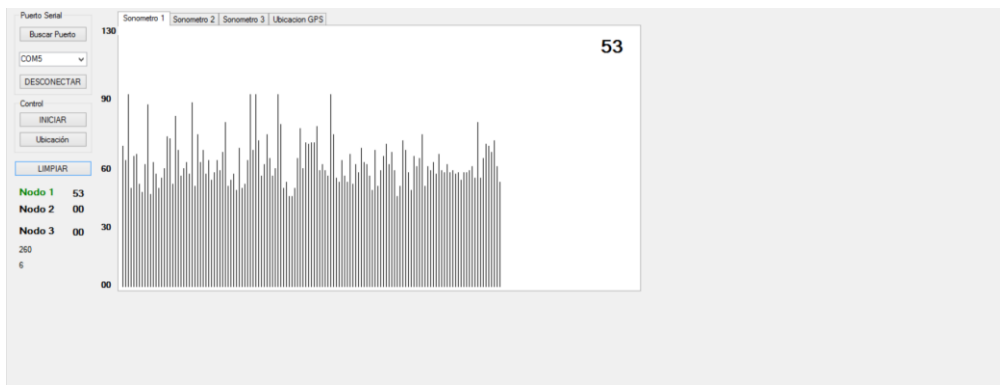 Puerto Serial
Buscar Puerto
COM5
DESCONECTAR
Control
INICIAR
Ubicación
LIMPIAR
Nodo 1 53
Nodo 2 00
Nodo 3 00
260
6
Sonometro 1 Sonometro 2 Sonometro 3 Ubicacion GPS
130
53
90
60
30
00